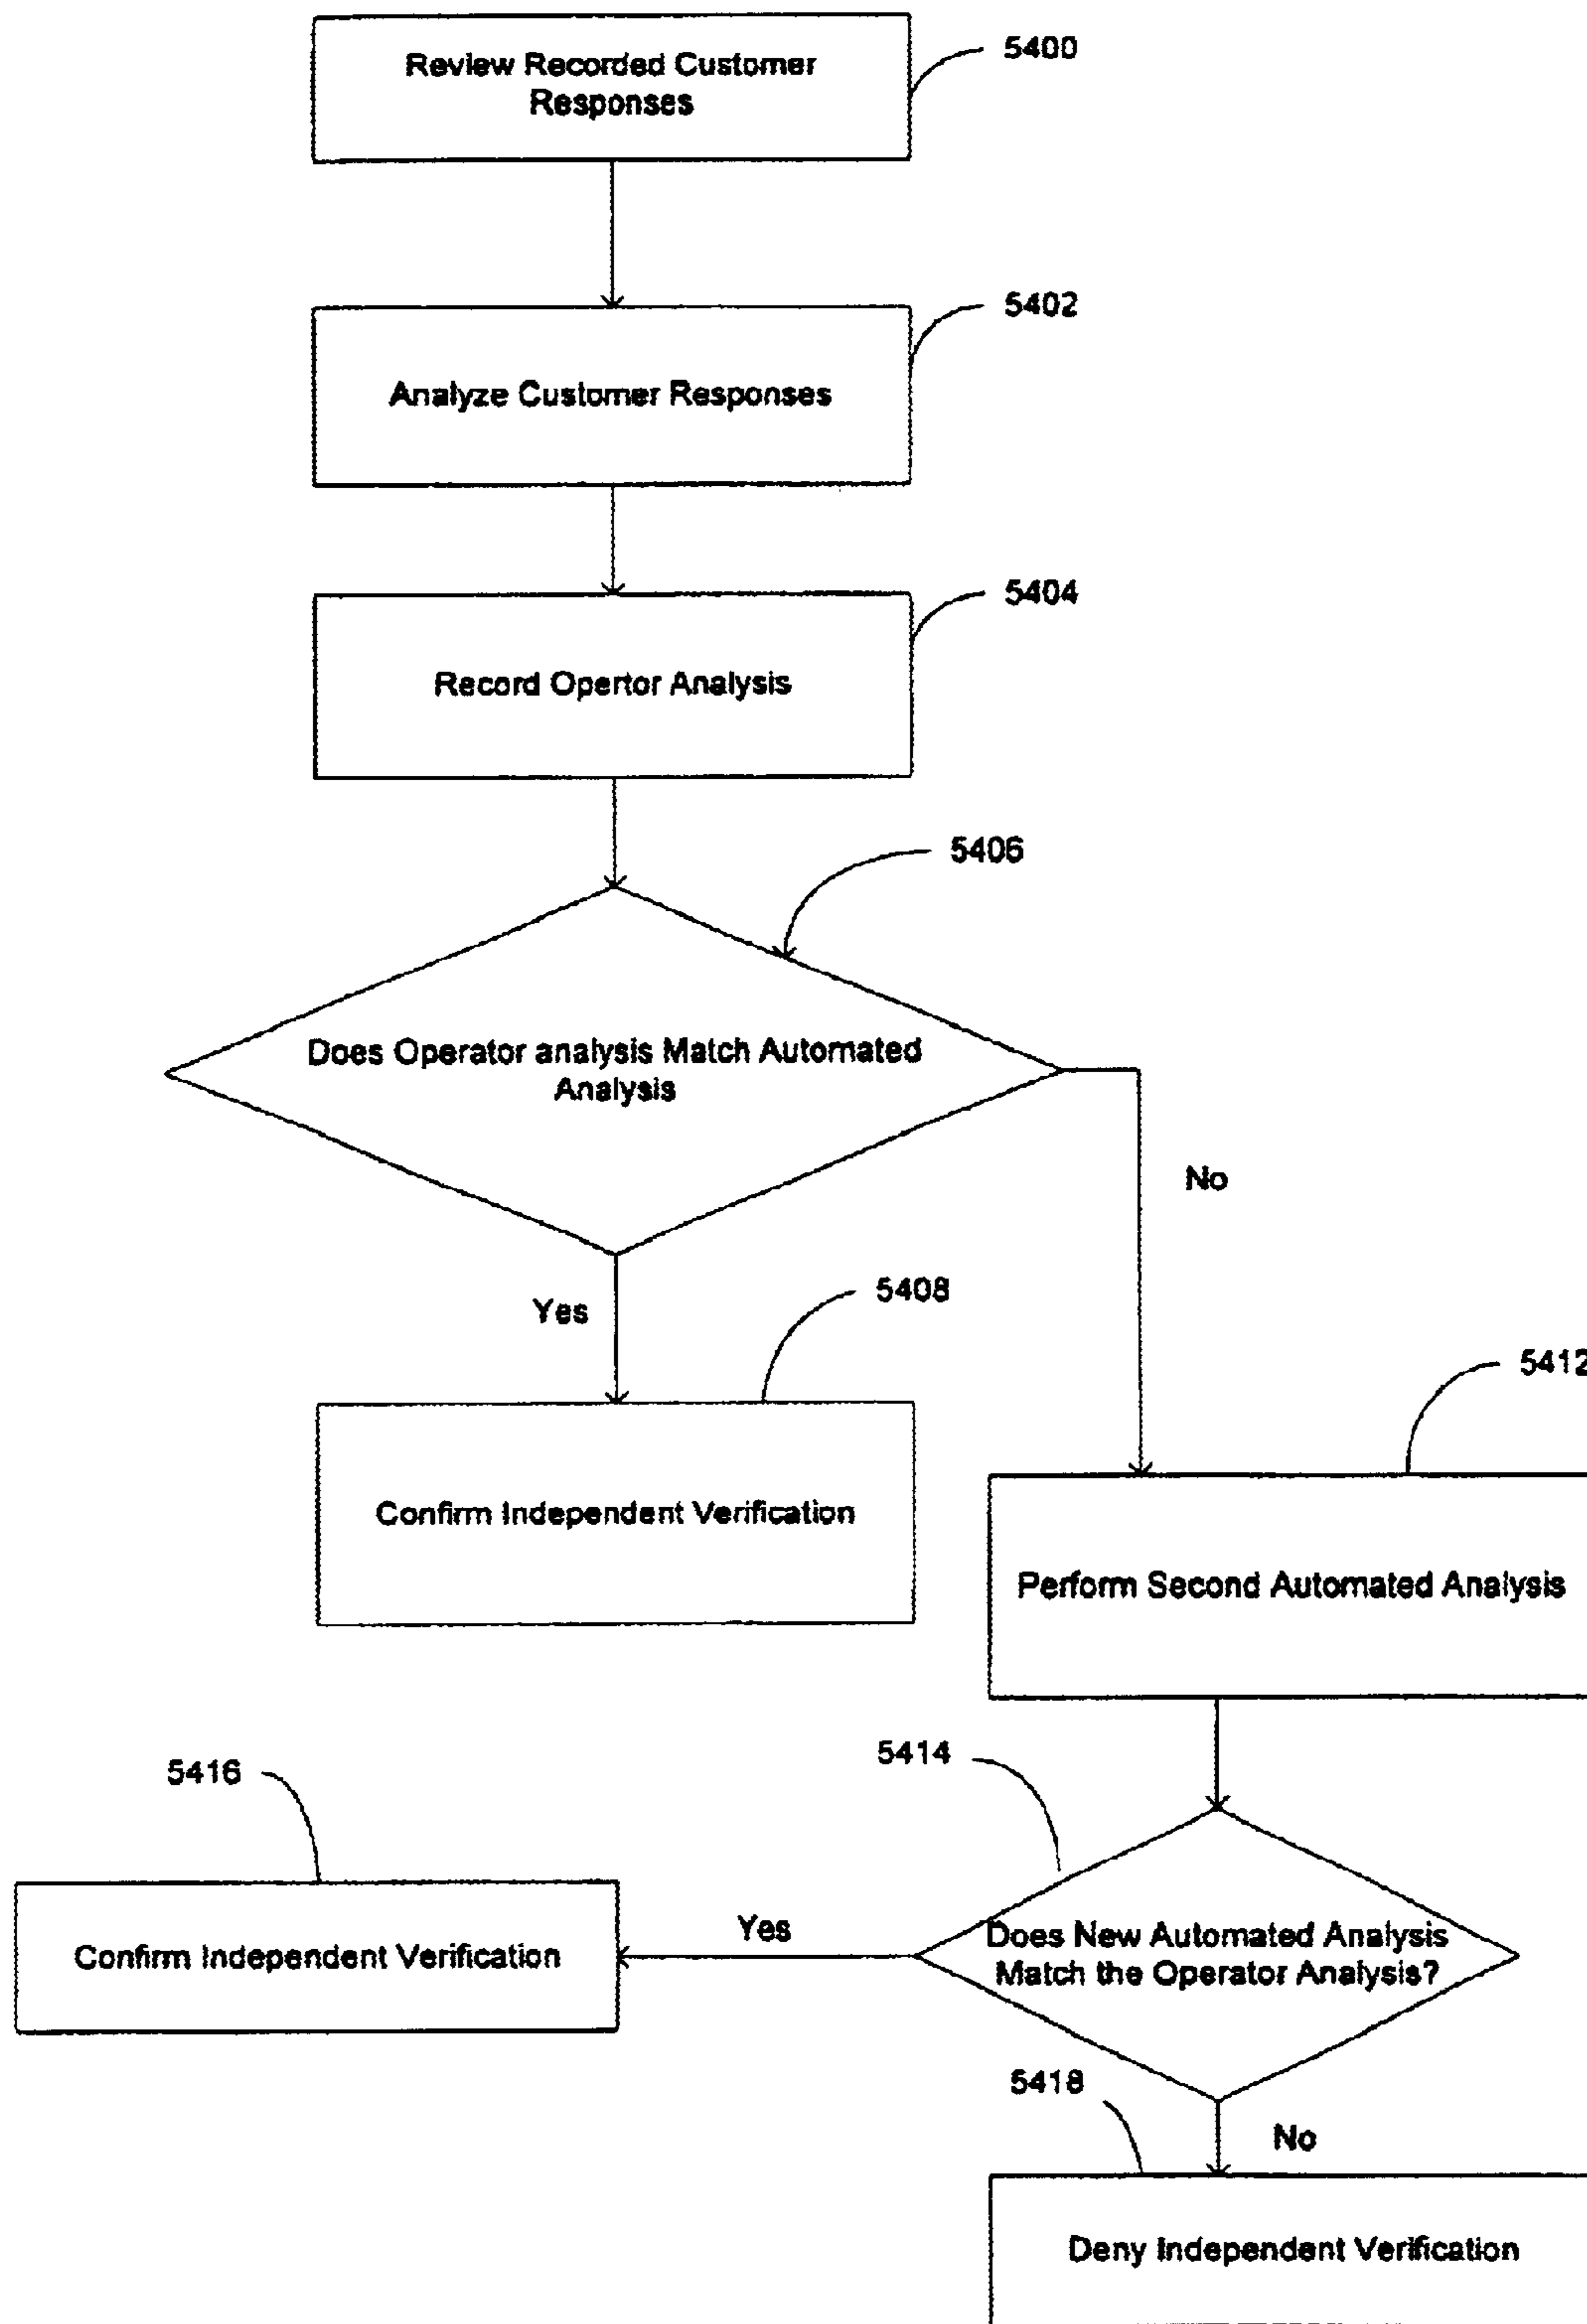 Review Recorded Customer
Responses
5400
5402
Analyze Customer Responses
5404
Record Opertor Analysis
5406
Does Operator analysis Match Automated
Analysis
No
Yes
5408
5412
Confirm Independent Verification
Perform Second Automated Analysis
5414
5416
Yes
Does New Automated Analysis
Match the Operator Analysis?
Confirm Independent Verification
5418
No
Deny Independent Verification